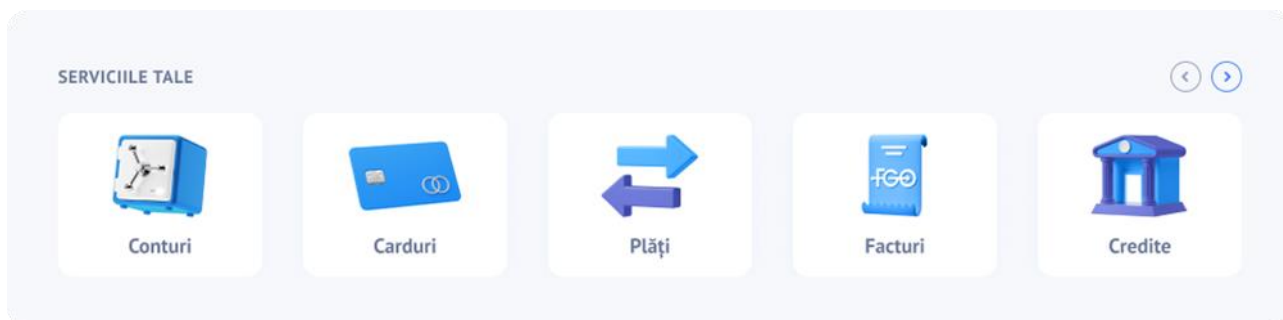 SERVICIILE TALE
FGO
Conturi
Carduri
Plăți
Facturi
Credite